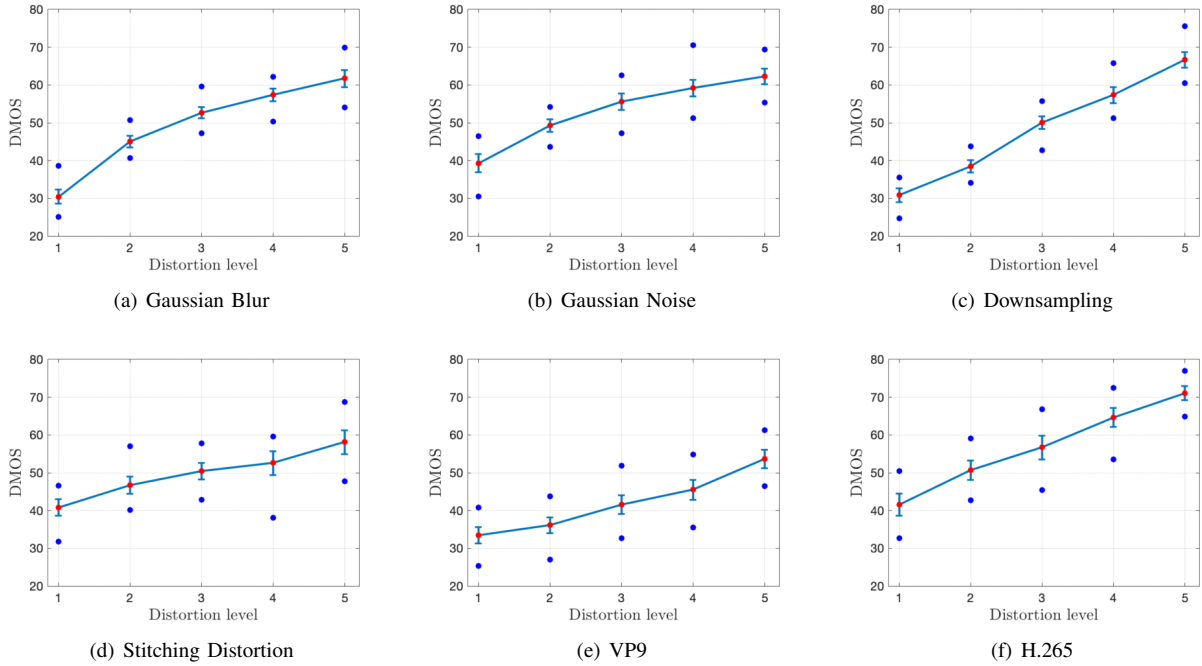 80
70
60
50
40
30
20
DMOS
1 2 3 4 5
Distortion level
(a) Gaussian Blur
80
70
60
50
40
30
20
DMOS
1 2 3 4 5
Distortion level
(b) Gaussian Noise
80
70
60
50
40
30
20
DMOS
1 2 3 4 5
Distortion level
(c) Downsampling
80
70
60
50
40
30
20
DMOS
1 2 3 4 5
Distortion level
(d) Stitching Distortion
80
70
60
50
40
30
20
DMOS
1 2 3 4 5
Distortion level
(e) VP9
80
70
60
50
40
30
20
DMOS
1 2 3 4 5
Distortion level
(f) H.265